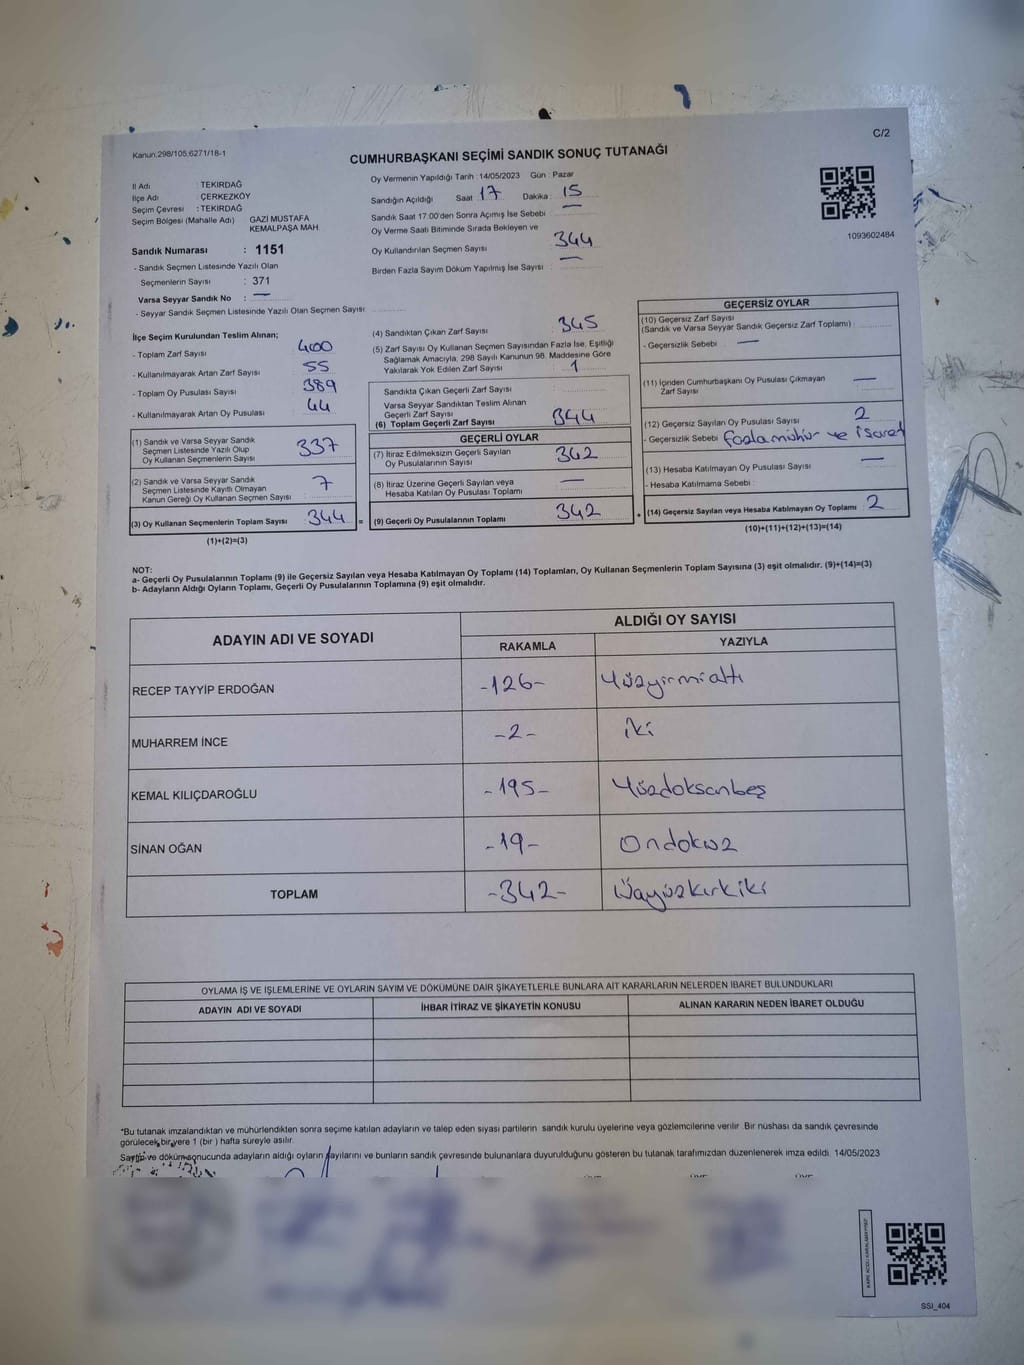 C/2
Kanun.298/105.6271/18-1
CUMHURBAŞKANI SEÇİMİ SANDIK SONUÇ TUTANAĞI
İl Adı : TEKİRDAĞ
İlçe Adı : ÇERKEZKÖY
Seçim Çevresi : TEKİRDAĞ
Seçim Bölgesi (Mahalle Adı) GAZİ MUSTAFA
KEMALPAŞA MAH.
Sandık Numarası : 1151
- Sandık Seçmen Listesinde Yazılı Olan
Seçmenlerin Sayısı : 371
Varsa Seyyar Sandık No : —
- Seyyar Sandık Seçmen Listesinde Yazılı Olan Seçmen Sayısı:
Oy Vermenin Yapıldığı Tarih : 14/05/2023 Gün : Pazar
Sandığın Açıldığı Saat 17 Dakika : 15
Sandık Saat 17:00'den Sonra Açımış İse Sebebi —
Oy Verme Saati Bitiminde Sırada Bekleyen ve
Oy Kullandırılan Seçmen Sayısı 344
Birden Fazla Sayım Döküm Yapılmış İse Sayısı : —
1093602484
İlçe Seçim Kurulundan Teslim Alınan;
- Toplam Zarf Sayısı 400
- Kullanılmayarak Artan Zarf Sayısı 55
- Toplam Oy Pusulası Sayısı 389
- Kullanılmayarak Artan Oy Pusulası 44
(1) Sandık ve Varsa Seyyar Sandık
Seçmen Listesinde Yazılı Olup
Oy Kullanan Seçmenlerin Sayısı 337
(2) Sandık ve Varsa Seyyar Sandık
Seçmen Listesinde Kayıtlı Olmayan
Kanun Gereği Oy Kullanan Seçmen Sayısı 7
(3) Oy Kullanan Seçmenlerin Toplam Sayısı 344 =
(1)+(2)=(3)
(4) Sandıktan Çıkan Zarf Sayısı 345
(5) Zarf Sayısı Oy Kullanan Seçmen Sayısından Fazla İse, Eşitliği
Sağlamak Amacıyla; 298 Sayılı Kanunun 98. Maddesine Göre
Yakılarak Yok Edilen Zarf Sayısı 1
Sandıkta Çıkan Geçerli Zarf Sayısı
Varsa Seyyar Sandıktan Teslim Alınan
Geçerli Zarf Sayısı
(6) Toplam Geçerli Zarf Sayısı 344
GEÇERLİ OYLAR
(7) İtiraz Edilmeksizin Geçerli Sayılan
Oy Pusulalarının Sayısı 342
(8) İtiraz Üzerine Geçerli Sayılan veya
Hesaba Katılan Oy Pusulası Toplamı —
(9) Geçerli Oy Pusulalarının Toplamı 342 +
GEÇERSİZ OYLAR
(10) Geçersiz Zarf Sayısı
(Sandık ve Varsa Seyyar Sandık Geçersiz Zarf Toplamı)
- Geçersizlik Sebebi : —
(11) İçinden Cumhurbaşkanı Oy Pusulası Çıkmayan
Zarf Sayısı —
(12) Geçersiz Sayılan Oy Pusulası Sayısı 2
- Geçersizlik Sebebi fazla mühür ve işaret
(13) Hesaba Katılmayan Oy Pusulası Sayısı —
- Hesaba Katılmama Sebebi :
(14) Geçersiz Sayılan veya Hesaba Katılmayan Oy Toplamı 2
(10)+(11)+(12)+(13)=(14)
NOT:
a- Geçerli Oy Pusulalarının Toplamı (9) ile Geçersiz Sayılan veya Hesaba Katılmayan Oy Toplamı (14) Toplamları, Oy Kullanan Seçmenlerin Toplam Sayısına (3) eşit olmalıdır. (9)+(14)=(3)
b- Adayların Aldığı Oyların Toplamı, Geçerli Oy Pusulalarının Toplamına (9) eşit olmalıdır.
ADAYIN ADI VE SOYADI ALDIĞI OY SAYISI
RAKAMLA YAZIYLA
RECEP TAYYİP ERDOĞAN -126- Yüzyirmialtı
MUHARREM İNCE -2- iki
KEMAL KILIÇDAROĞLU -195- Yüzdoksanbeş
SİNAN OĞAN -19- Ondokuz
TOPLAM -342- Üçyüzkırkiki
OYLAMA İŞ VE İŞLEMLERİNE VE OYLARIN SAYIM VE DÖKÜMÜNE DAİR ŞİKAYETLERLE BUNLARA AİT KARARLARIN NELERDEN İBARET BULUNDUKLARI
ADAYIN ADI VE SOYADI İHBAR İTİRAZ VE ŞİKAYETİN KONUSU ALINAN KARARIN NEDEN İBARET OLDUĞU
*Bu tutanak imzalandıktan ve mühürlendikten sonra seçime katılan adayların ve talep eden siyasi partilerin sandık kurulu üyelerine veya gözlemcilerine verilir. Bir nüshası da sandık çevresinde
görülecek bir yere 1 (bir) hafta süreyle asılır.
Sayım ve döküm sonucunda adayların aldığı oyların sayılarını ve bunların sandık çevresinde bulunanlara duyurulduğunu gösteren bu tutanak tarafımızdan düzenlenerek imza edildi. 14/05/2023
SSI_404